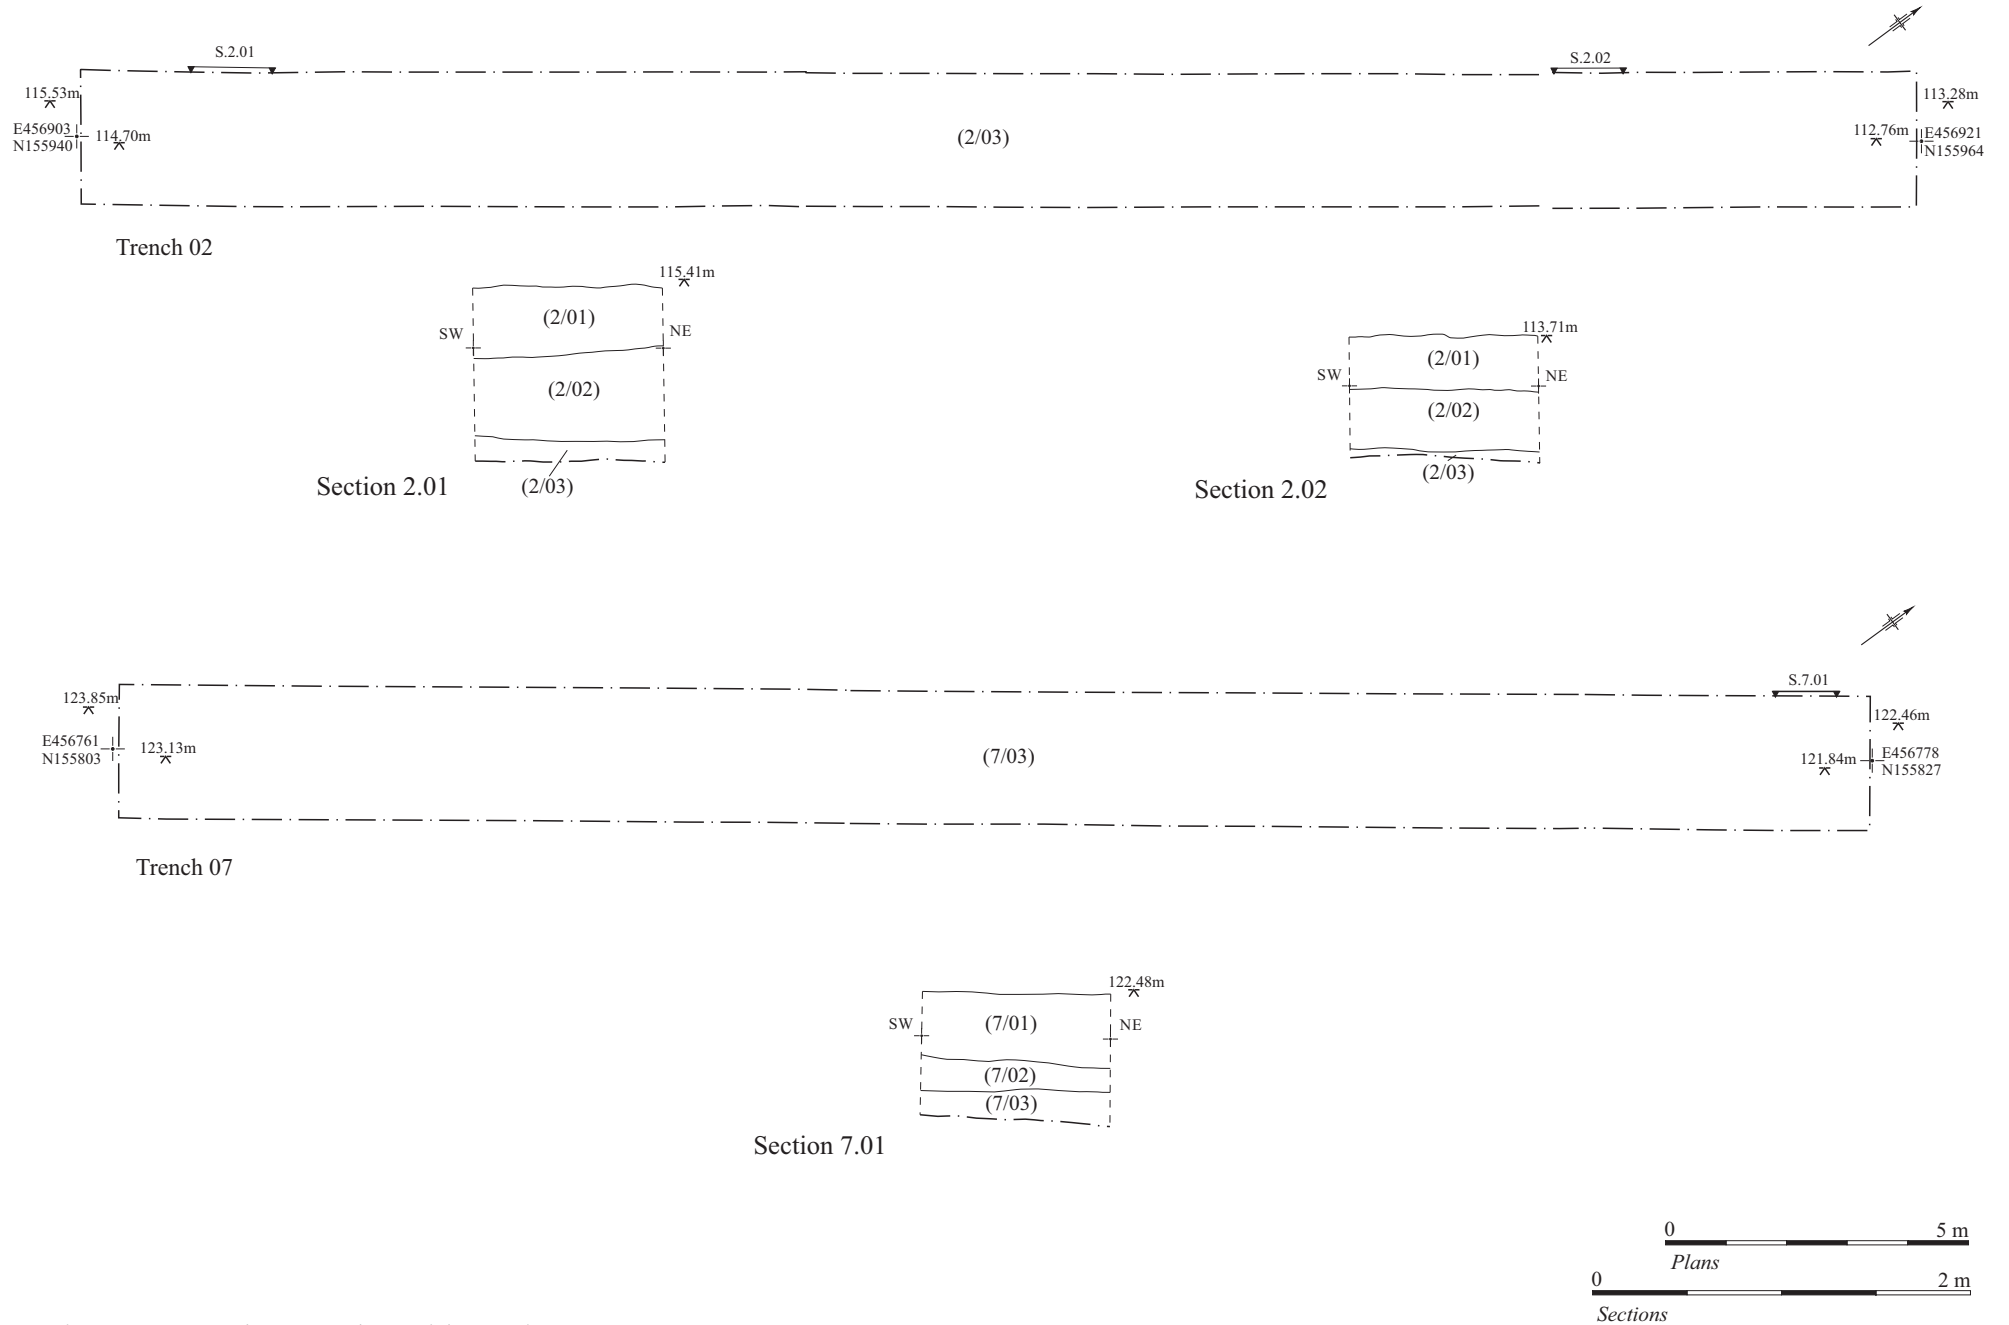 S.2.01
S.2.02
115.53m
113.28m
E456903
N155940
114.70m
(2/03)
112.76m
E456921
N155964
Trench 02
115.41m
(2/01)
SW
NE
(2/02)
Section 2.01
(2/03)
113.71m
(2/01)
SW
NE
(2/02)
(2/03)
Section 2.02
S.7.01
123.85m
122.46m
E456761
N155803
123.13m
(7/03)
121.84m
E456778
N155827
Trench 07
122.48m
SW
(7/01)
NE
(7/02)
(7/03)
Section 7.01
0 5 m
Plans
0 2 m
Sections